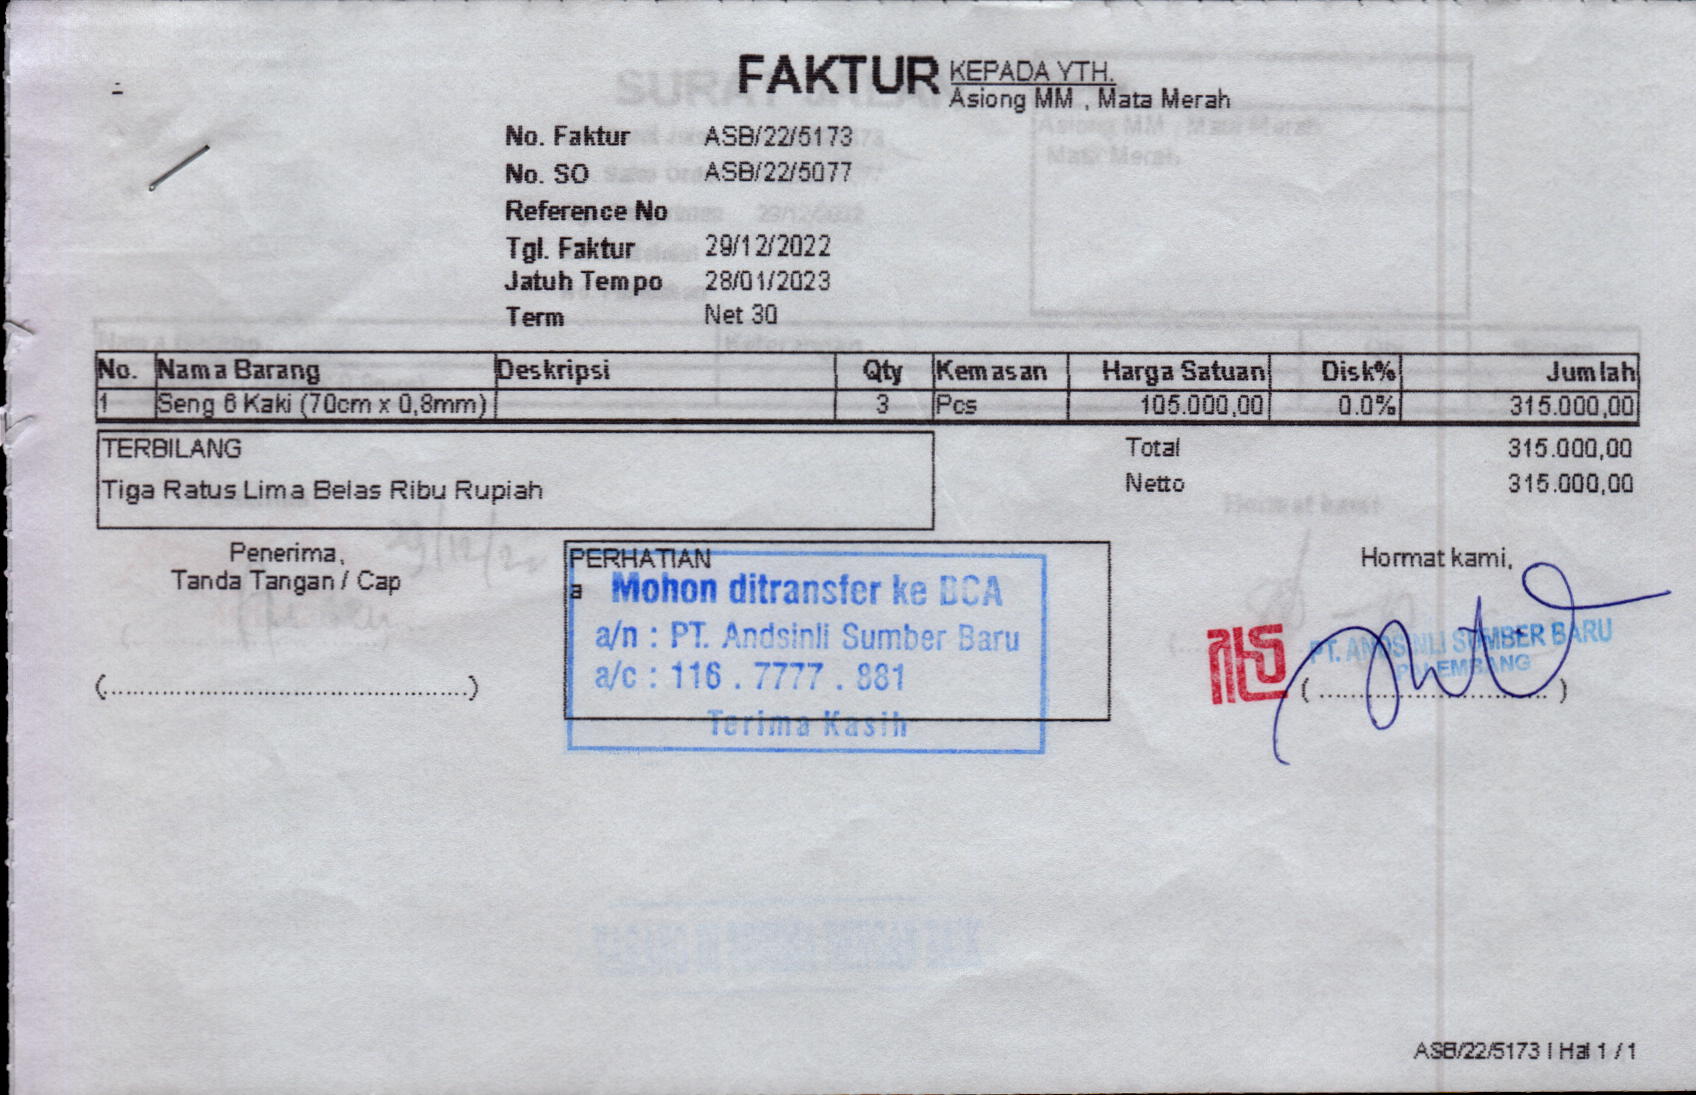 FAKTUR
KEPADA YTH.
Asiong MM , Mata Merah
No. Faktur ASB/22/5173
No. SO ASB/22/5077
Reference No
Tgl. Faktur 29/12/2022
Jatuh Tempo 28/01/2023
Term Net 30
No. Nama Barang Deskripsi Qty Kemasan Harga Satuan Disk% Jumlah
1 Seng 6 Kaki (70cm x 0,8mm) 3 Pcs 105.000,00 0.0% 315.000,00
TERBILANG
Tiga Ratus Lima Belas Ribu Rupiah
Total 315.000,00
Netto 315.000,00
Penerima,
Tanda Tangan / Cap
(..................................................)
PERHATIAN
a
Mohon ditransfer ke BCA
a/n : PT. Andsinli Sumber Baru
a/c : 116 . 7777 . 881
Terima Kasih
Hormat kami,
PT. ANDSINLI SUMBER BARU
PALEMBANG
( ................................ )
ASB/22/5173 | Hal 1 / 1